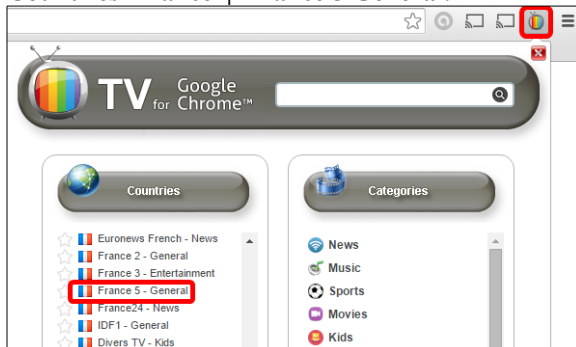 TV for Google Chrome™
Countries
Euronews French - News
France 2 - General
France 3 - Entertainment
France 5 - General
France24 - News
IDF1 - General
Divers TV - Kids
Categories
News
Music
Sports
Movies
Kids